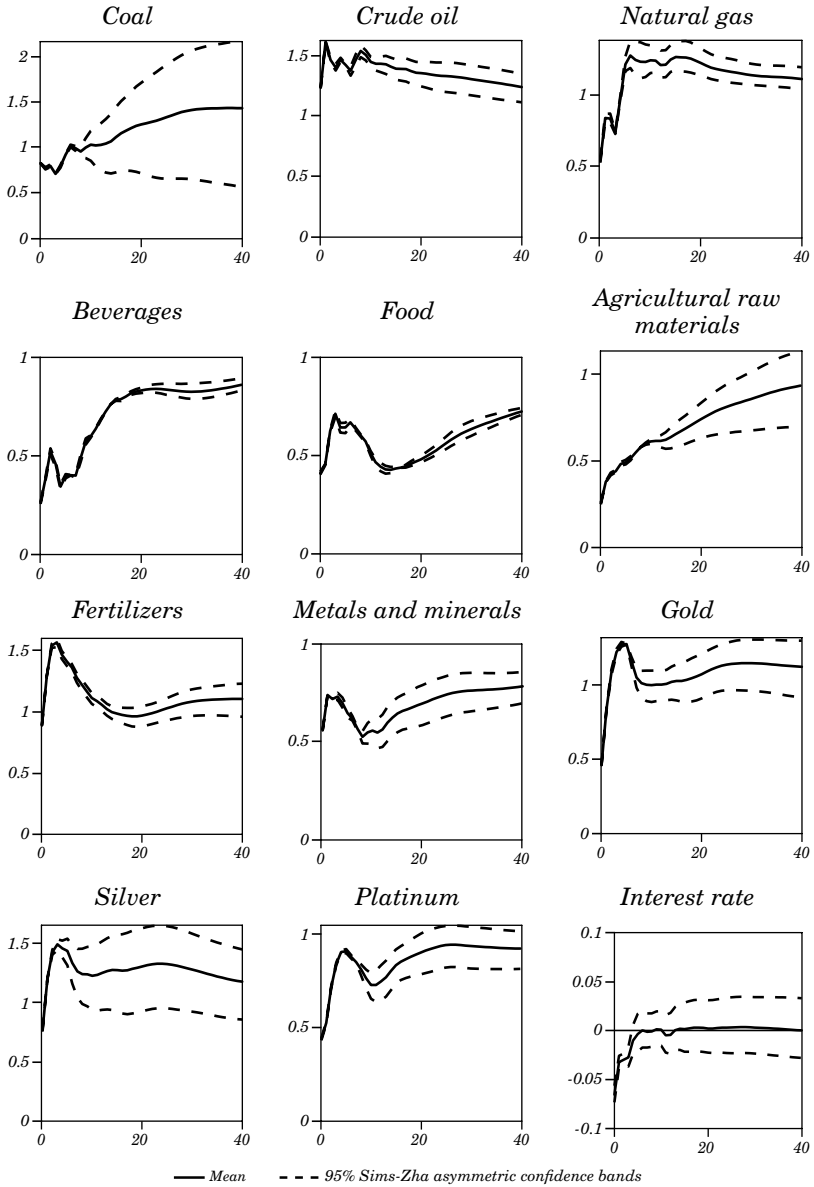 Coal
2
1.5
1
0.5
0
0 20 40
Crude oil
1.5
1
0.5
0
0 20 40
Natural gas
1
0.5
0
0 20 40
Beverages
1
0.5
0
0 20 40
Food
1
0.5
0
0 20 40
Agricultural raw
materials
1
0.5
0
0 20 40
Fertilizers
1.5
1
0.5
0
0 20 40
Metals and minerals
1
0.5
0
0 20 40
Gold
1
0.5
0
0 20 40
Silver
1.5
1
0.5
0
0 20 40
Platinum
1
0.5
0
0 20 40
Interest rate
0.1
0.05
0
-0.05
-0.1
0 20 40
Mean 95% Sims-Zha asymmetric confidence bands